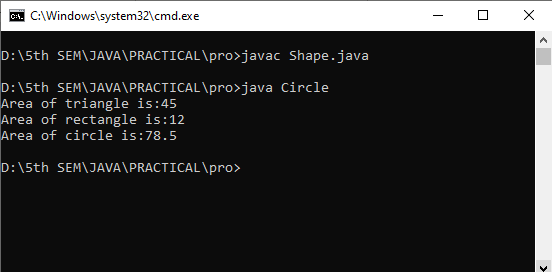 C:\Windows\system32\cmd.exe
D:\5th SEM\JAVA\PRACTICAL\pro>javac Shape.java
D:\5th SEM\JAVA\PRACTICAL\pro>java Circle
Area of triangle is:45
Area of rectangle is:12
Area of circle is:78.5
D:\5th SEM\JAVA\PRACTICAL\pro>